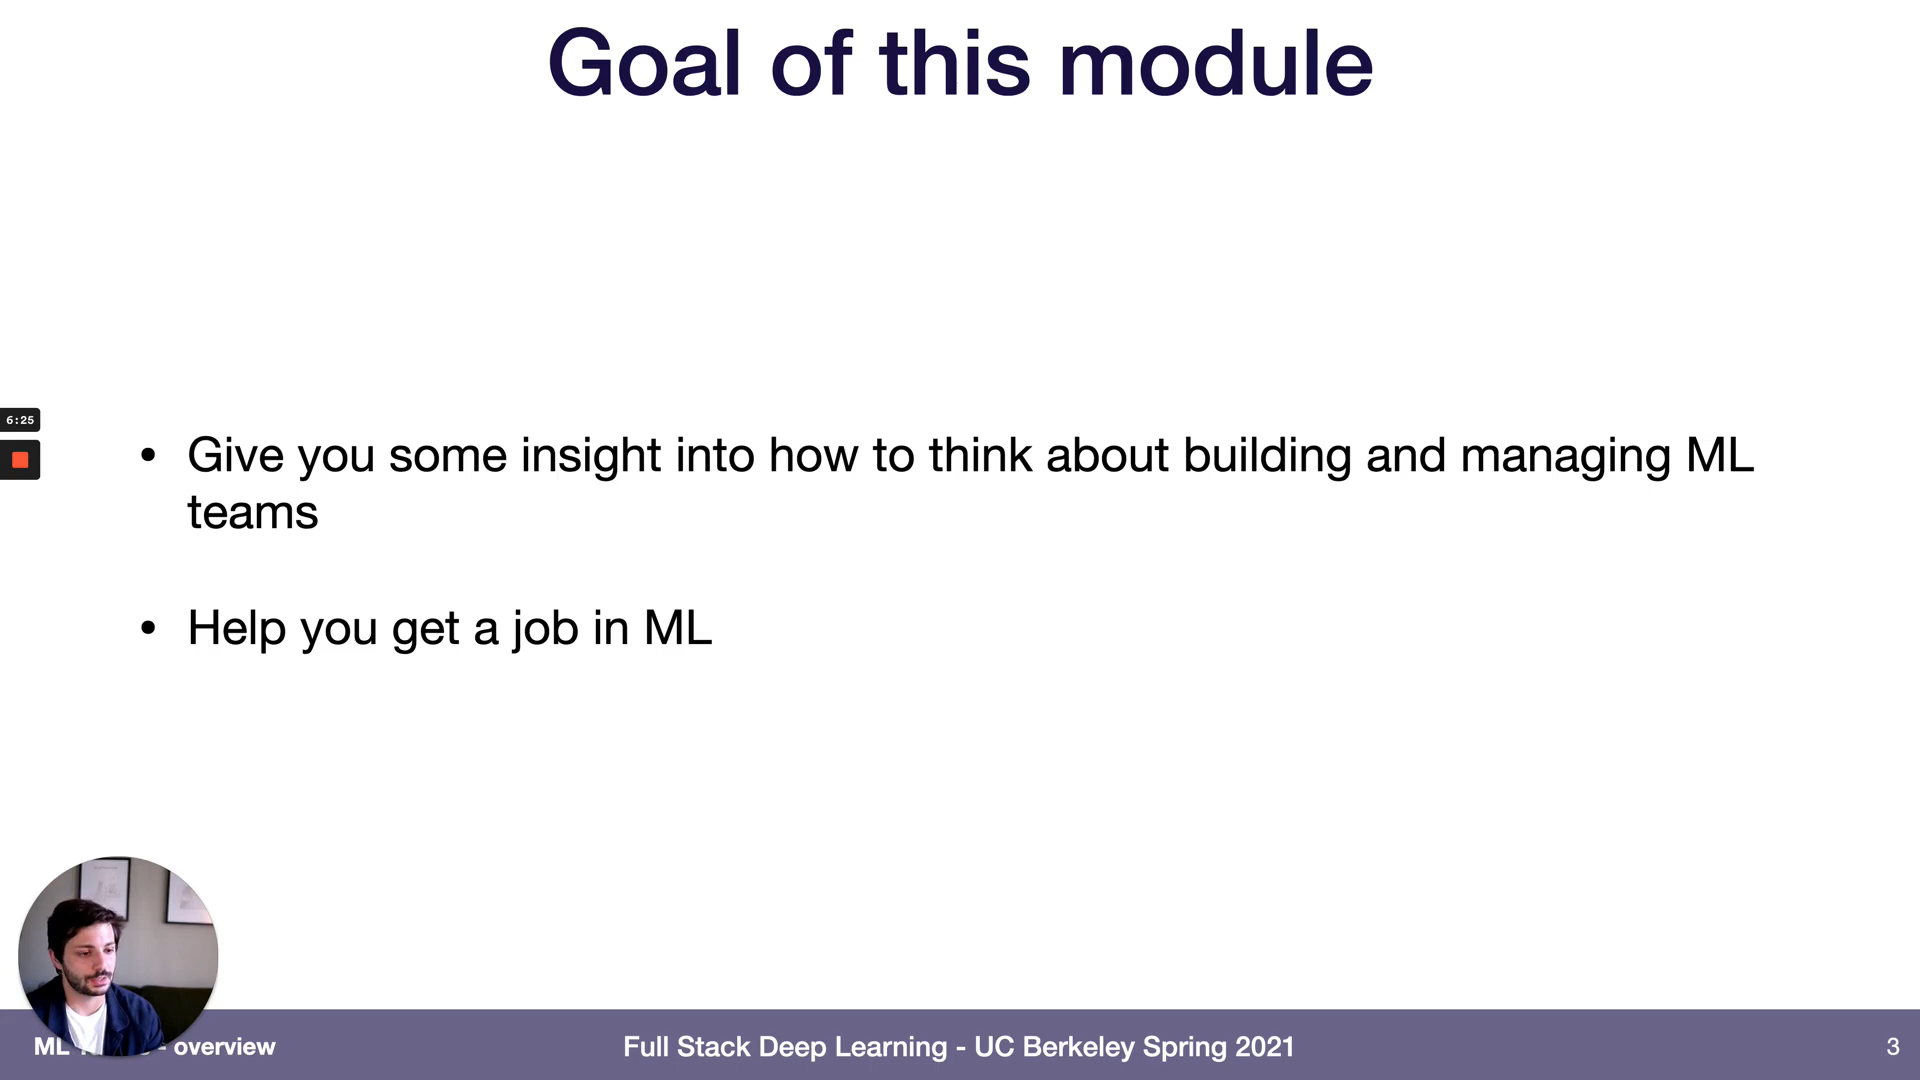 Goal of this module
6:25
• Give you some insight into how to think about building and managing ML
teams
• Help you get a job in ML
ML - overview
Full Stack Deep Learning - UC Berkeley Spring 2021
3